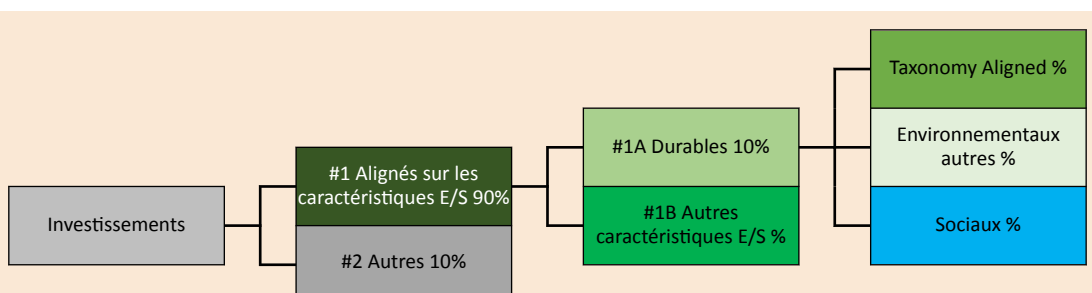 Investissements
#1 Alignés sur les
caractéristiques E/S 90%
#2 Autres 10%
#1A Durables 10%
#1B Autres
caractéristiques E/S %
Taxonomy Aligned %
Environnementaux
autres %
Sociaux %